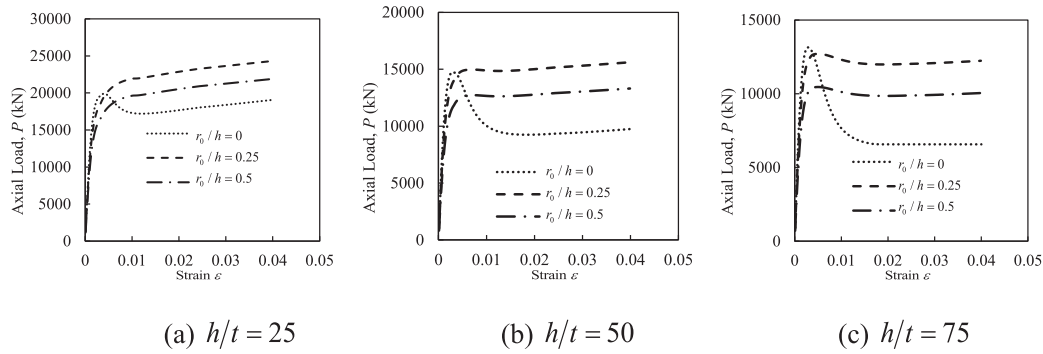 30000
25000
20000
15000
10000
5000
0
Axial Load, P (kN)
r₀ / h = 0
r₀ / h = 0.25
r₀ / h = 0.5
0 0.01 0.02 0.03 0.04 0.05
Strain ε
(a) h/t = 25
20000
15000
10000
5000
0
Axial Load, P (kN)
r₀ / h = 0
r₀ / h = 0.25
r₀ / h = 0.5
0 0.01 0.02 0.03 0.04 0.05
Strain ε
(b) h/t = 50
15000
10000
5000
0
Axial Load, P (kN)
r₀ / h = 0
r₀ / h = 0.25
r₀ / h = 0.5
0 0.01 0.02 0.03 0.04 0.05
Strain ε
(c) h/t = 75